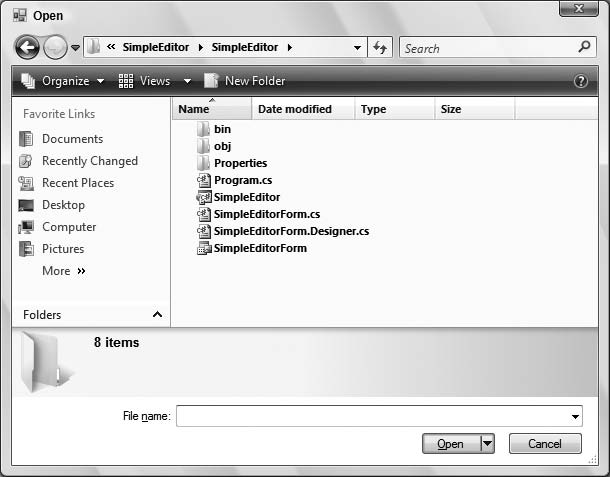 Open
« SimpleEditor SimpleEditor
Search
Organize Views New Folder
Favorite Links
Documents
Recently Changed
Recent Places
Desktop
Computer
Pictures
More »
Folders
Name Date modified Type Size
bin
obj
Properties
Program.cs
SimpleEditor
SimpleEditorForm.cs
SimpleEditorForm.Designer.cs
SimpleEditorForm
8 items
File name:
Open Cancel